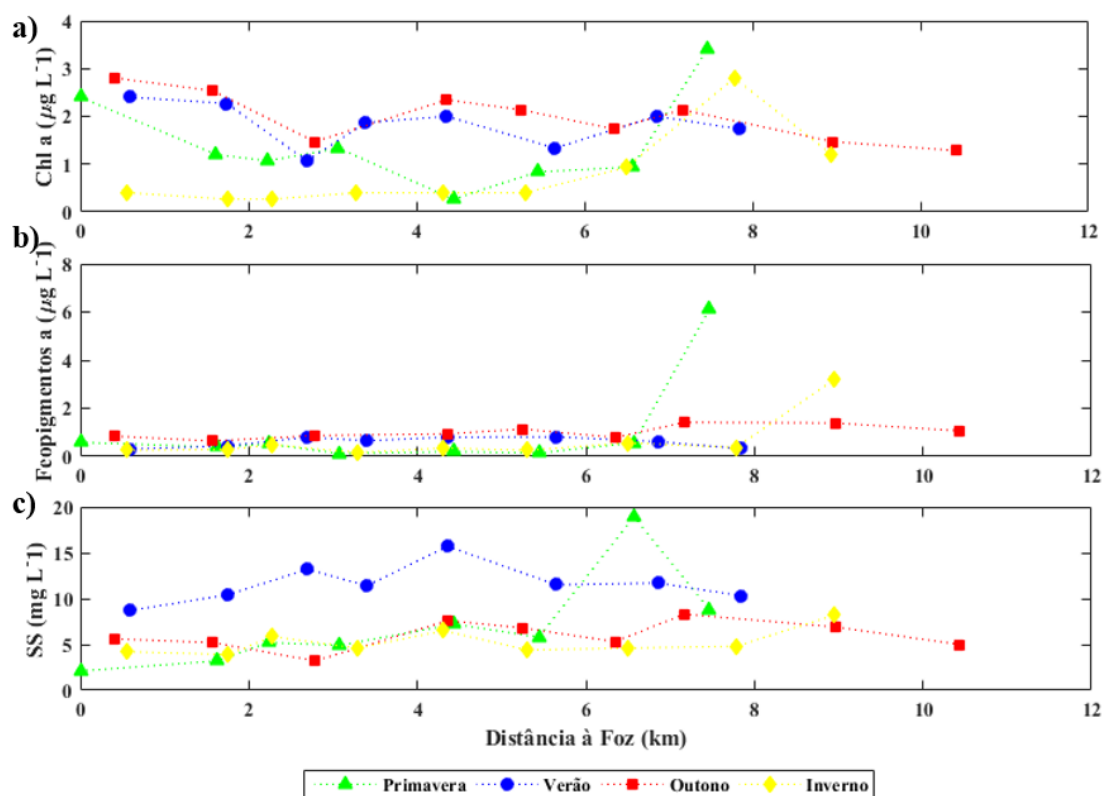 a)
Chl a (µg L⁻1)
4
3
2
1
0
0 2 4 6 8 10 12
b)
Feopigmentos a (µg L⁻1)
8
6
4
2
0
0 2 4 6 8 10 12
c)
SS (mg L⁻1)
20
15
10
5
0
0 2 4 6 8 10 12
Distância à Foz (km)
Primavera Verão Outono Inverno